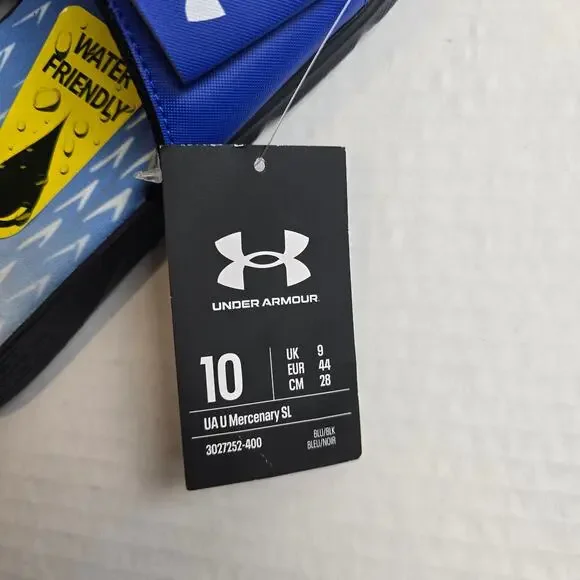 WATER
FRIENDLY
UNDER ARMOUR
10
UK 9
EUR 44
CM 28
UA U Mercenary SL
3027252-400
BLU/BLK
BLEU/NOIR